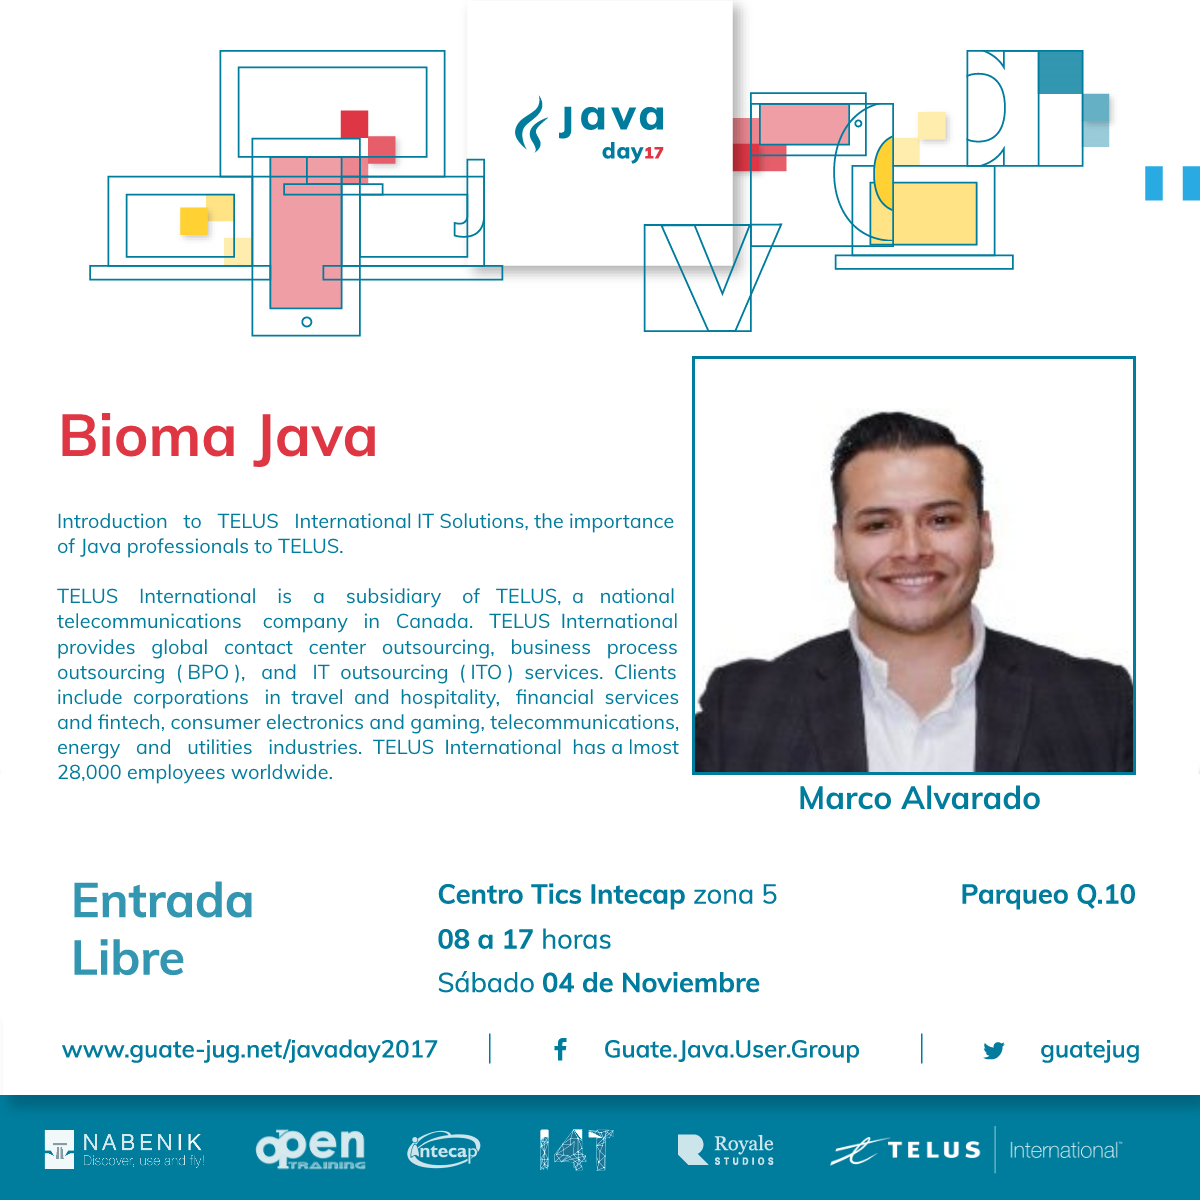 Java
day17
J
V
a
Bioma Java
Introduction to TELUS International IT Solutions, the importance
of Java professionals to TELUS.
TELUS International is a subsidiary of TELUS, a national
telecommunications company in Canada. TELUS International
provides global contact center outsourcing, business process
outsourcing ( BPO ), and IT outsourcing ( ITO ) services. Clients
include corporations in travel and hospitality, financial services
and fintech, consumer electronics and gaming, telecommunications,
energy and utilities industries. TELUS International has a lmost
28,000 employees worldwide.
Marco Alvarado
Entrada
Libre
Centro Tics Intecap zona 5
08 a 17 horas
Sábado 04 de Noviembre
Parqueo Q.10
www.guate-jug.net/javaday2017
Guate.Java.User.Group
guatejug
NABENIK
Discover, use and fly!
open
TRAINING
intecap
I4T
Royale
STUDIOS
TELUS International™